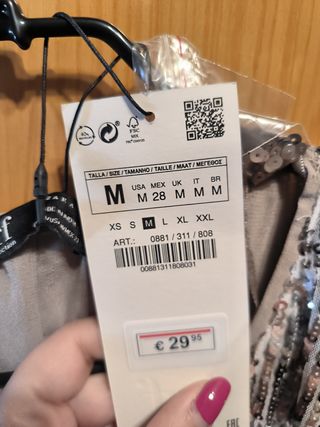 FSC
MIX
TALLA / SIZE / TAMANHO / TAILLE / MAAT / ΜΕΓΕΘΟΣ
M
USA MEX UK IT BR
M 28 M M M
XS S M L XL XXL
ART.: 0881 / 311 / 808
00881311808031
€ 29 95
f
EAC